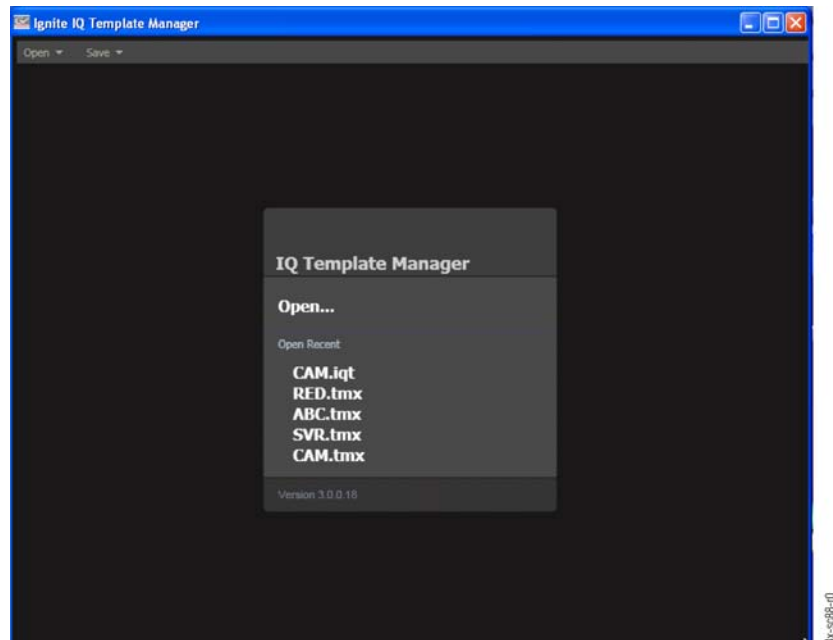 Ignite IQ Template Manager
Open Save
IQ Template Manager
Open...
Open Recent
CAM.iqt
RED.tmx
ABC.tmx
SVR.tmx
CAM.tmx
Version 3.0.0.18